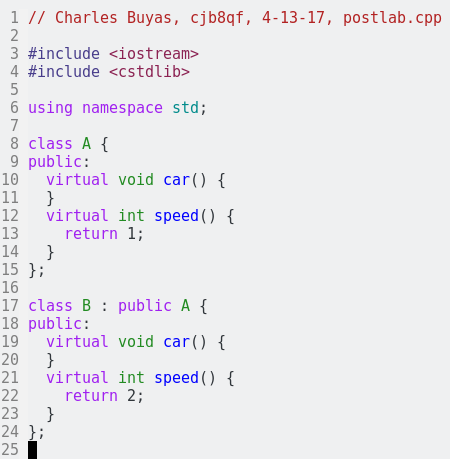 1 // Charles Buyas, cjb8qf, 4-13-17, postlab.cpp
2
3 #include <iostream>
4 #include <cstdlib>
5
6 using namespace std;
7
8 class A {
9 public:
10   virtual void car() {
11   }
12   virtual int speed() {
13     return 1;
14   }
15 };
16
17 class B : public A {
18 public:
19   virtual void car() {
20   }
21   virtual int speed() {
22     return 2;
23   }
24 };
25